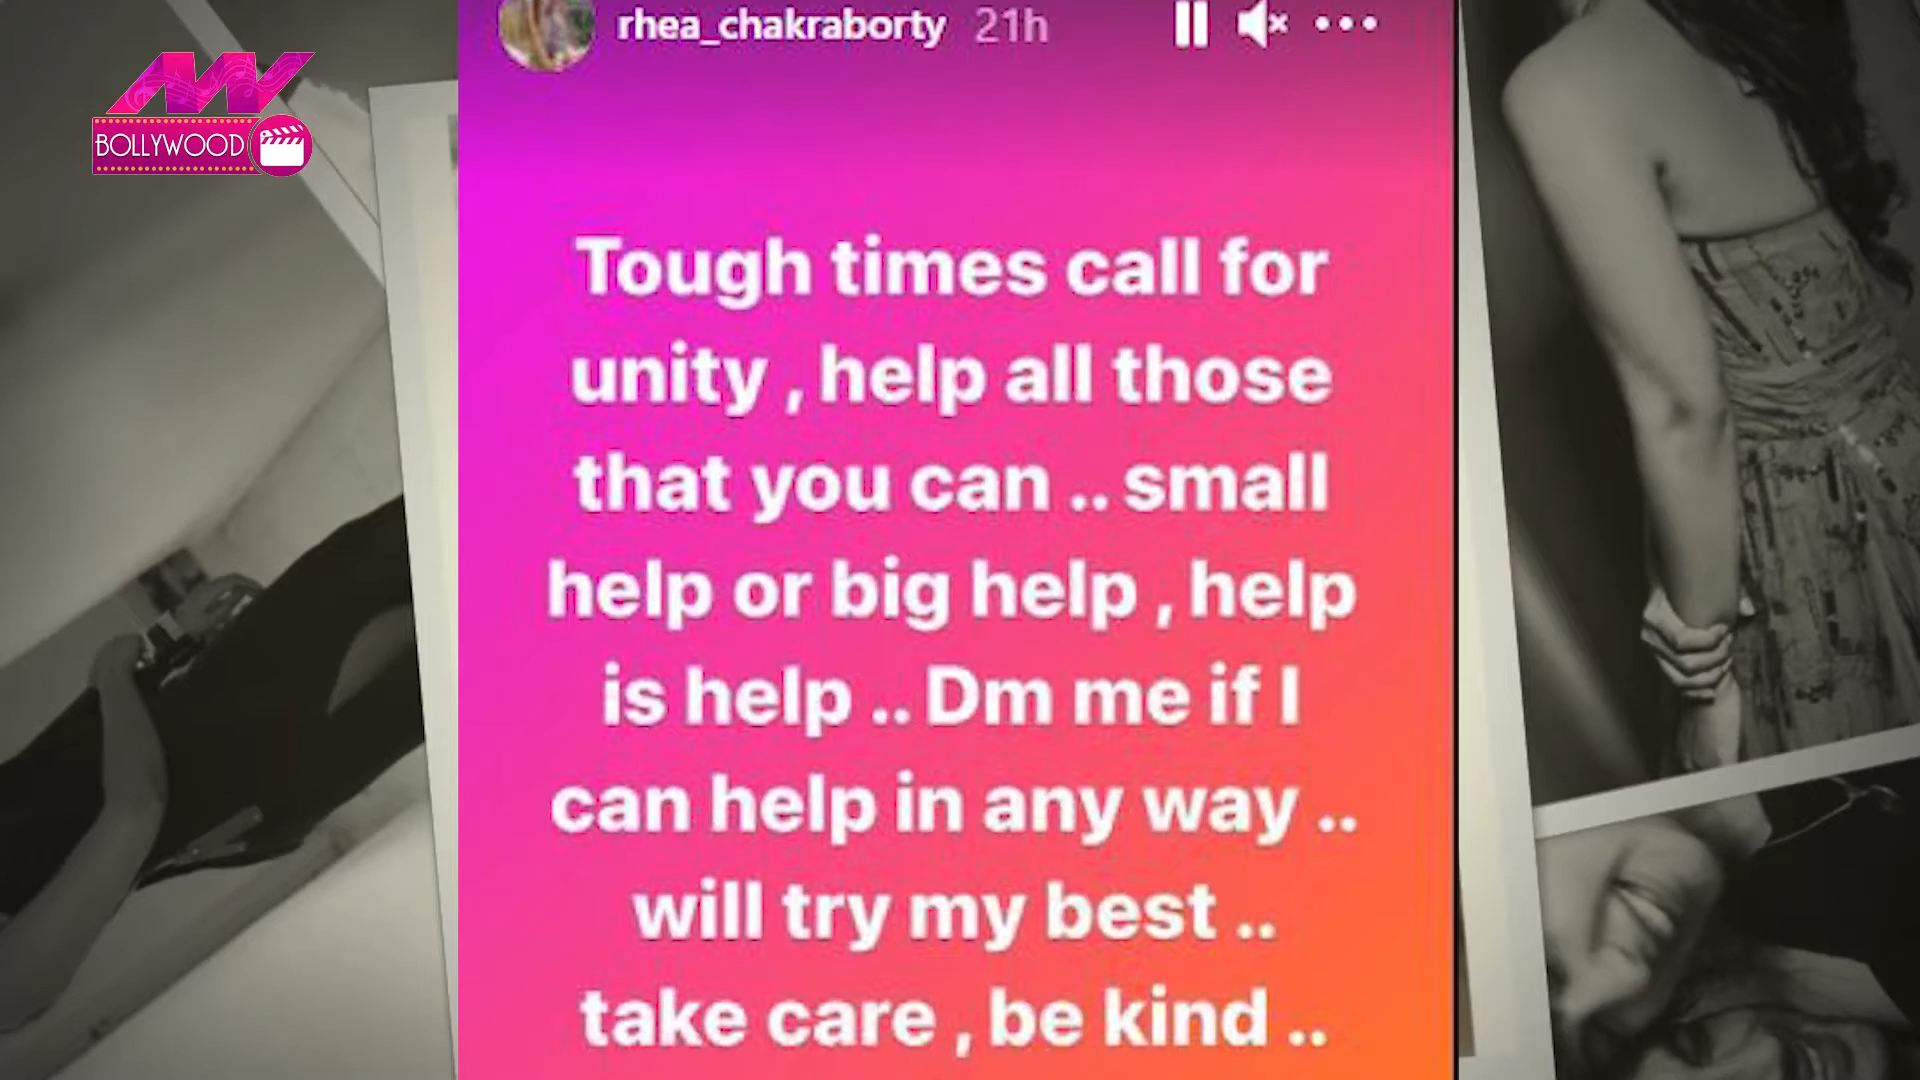 rhea_chakraborty 21h
BOLLYWOOD
Tough times call for
unity , help all those
that you can .. small
help or big help , help
is help .. Dm me if I
can help in any way ..
will try my best ..
take care , be kind ..